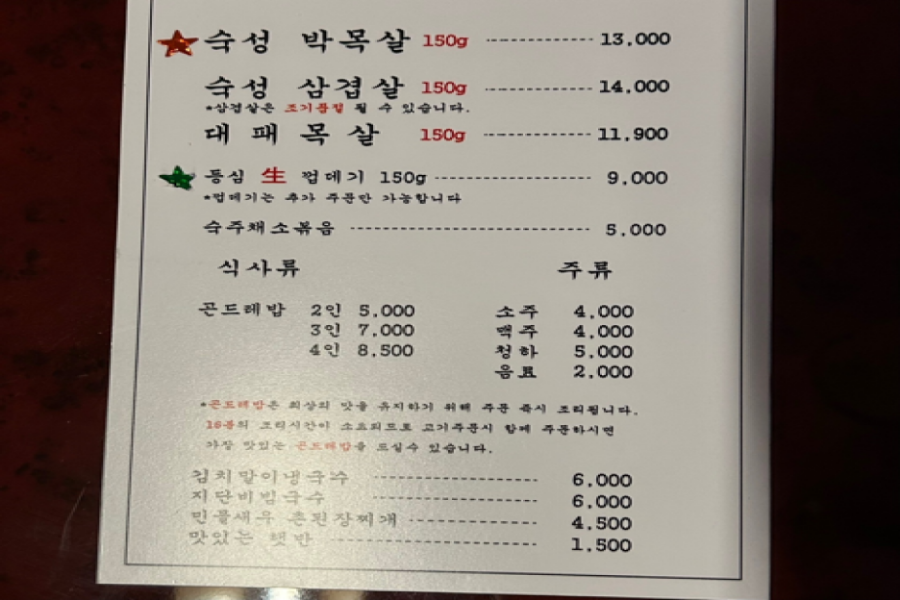 숙성 박목살 150g 13,000
숙성 삼겹살 150g 14,000
*삼겹살은 조기품절 될 수 있습니다.
대패목살 150g 11,900
등심 生 껍데기 150g 9,000
*껍데기는 추가 주문만 가능합니다
숙주채소볶음 5,000
식사류 주류
곤드레밥 2인 5,000 소주 4,000
3인 7,000 맥주 4,000
4인 8,500 청하 5,000
음료 2,000
*곤드레밥은 최상의 맛을 유지하기 위해 주문 즉시 조리됩니다.
15분의 조리시간이 소요되므로 고기주문시 함께 주문하시면
가장 맛있는 곤드레밥을 드실수 있습니다.
김치말이냉국수 6,000
지단비빔국수 6,000
민물새우 촌된장찌개 4,500
맛있는 햇반 1,500